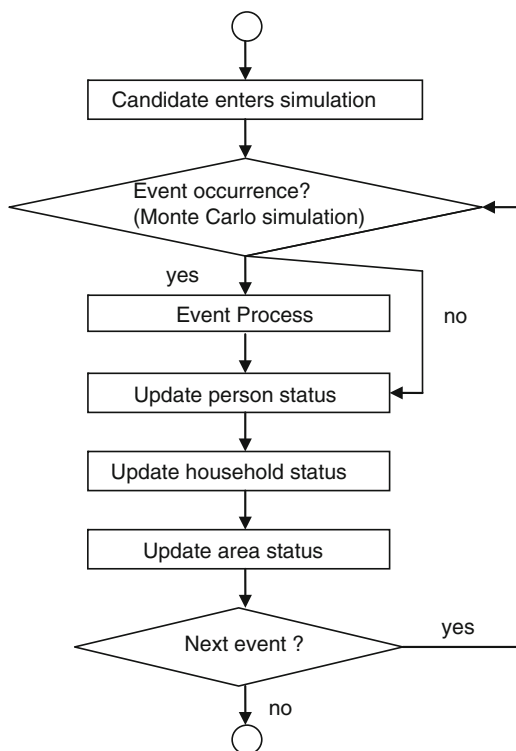 Candidate enters simulation
Event occurrence?
(Monte Carlo simulation)
yes
Event Process
no
Update person status
Update household status
Update area status
Next event ?
yes
no